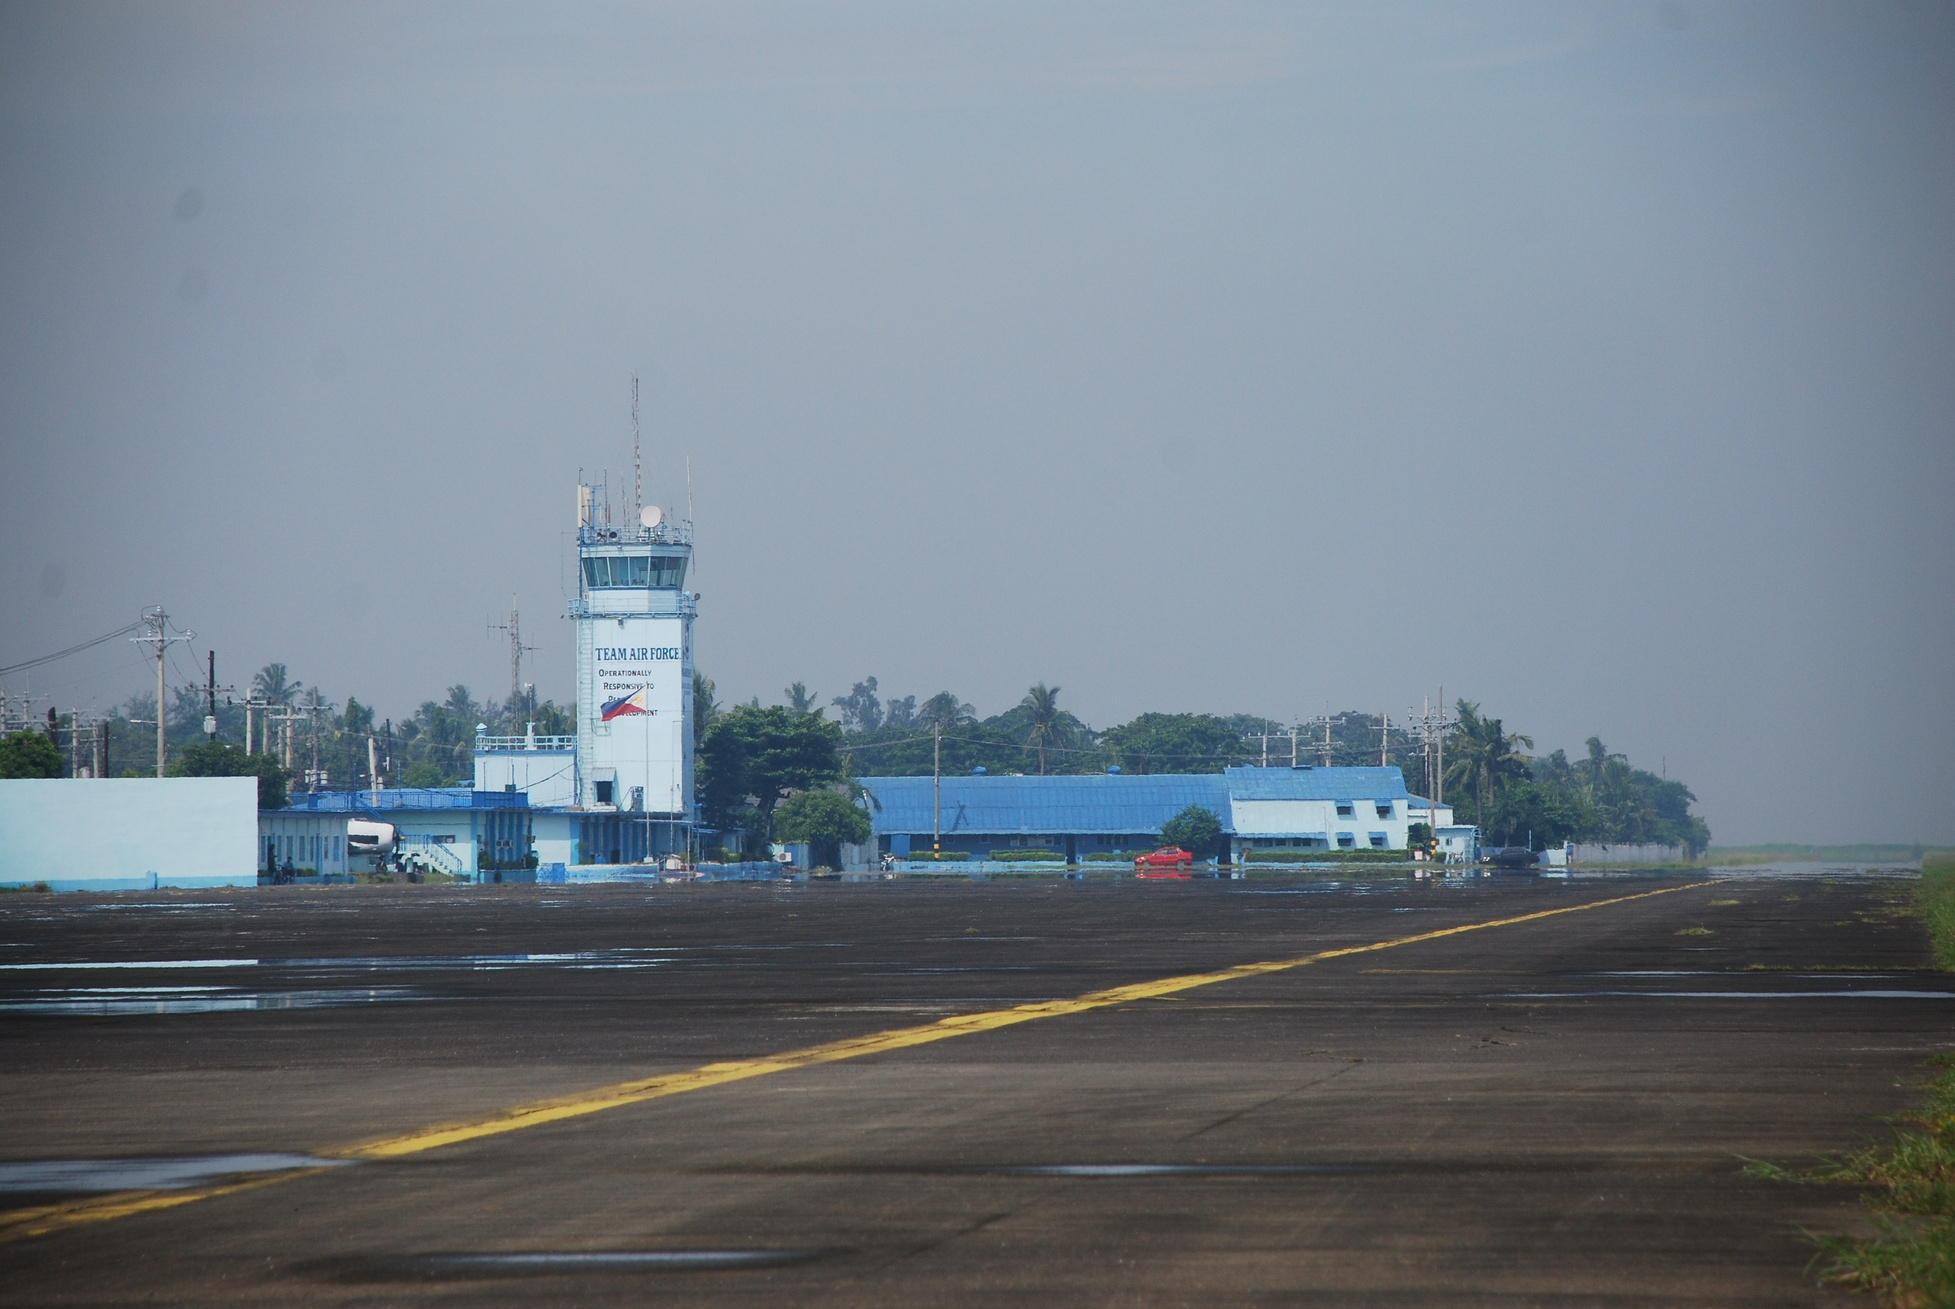 TEAM AIR FORCE
OPERATIONALLY
RESPONSIVE TO